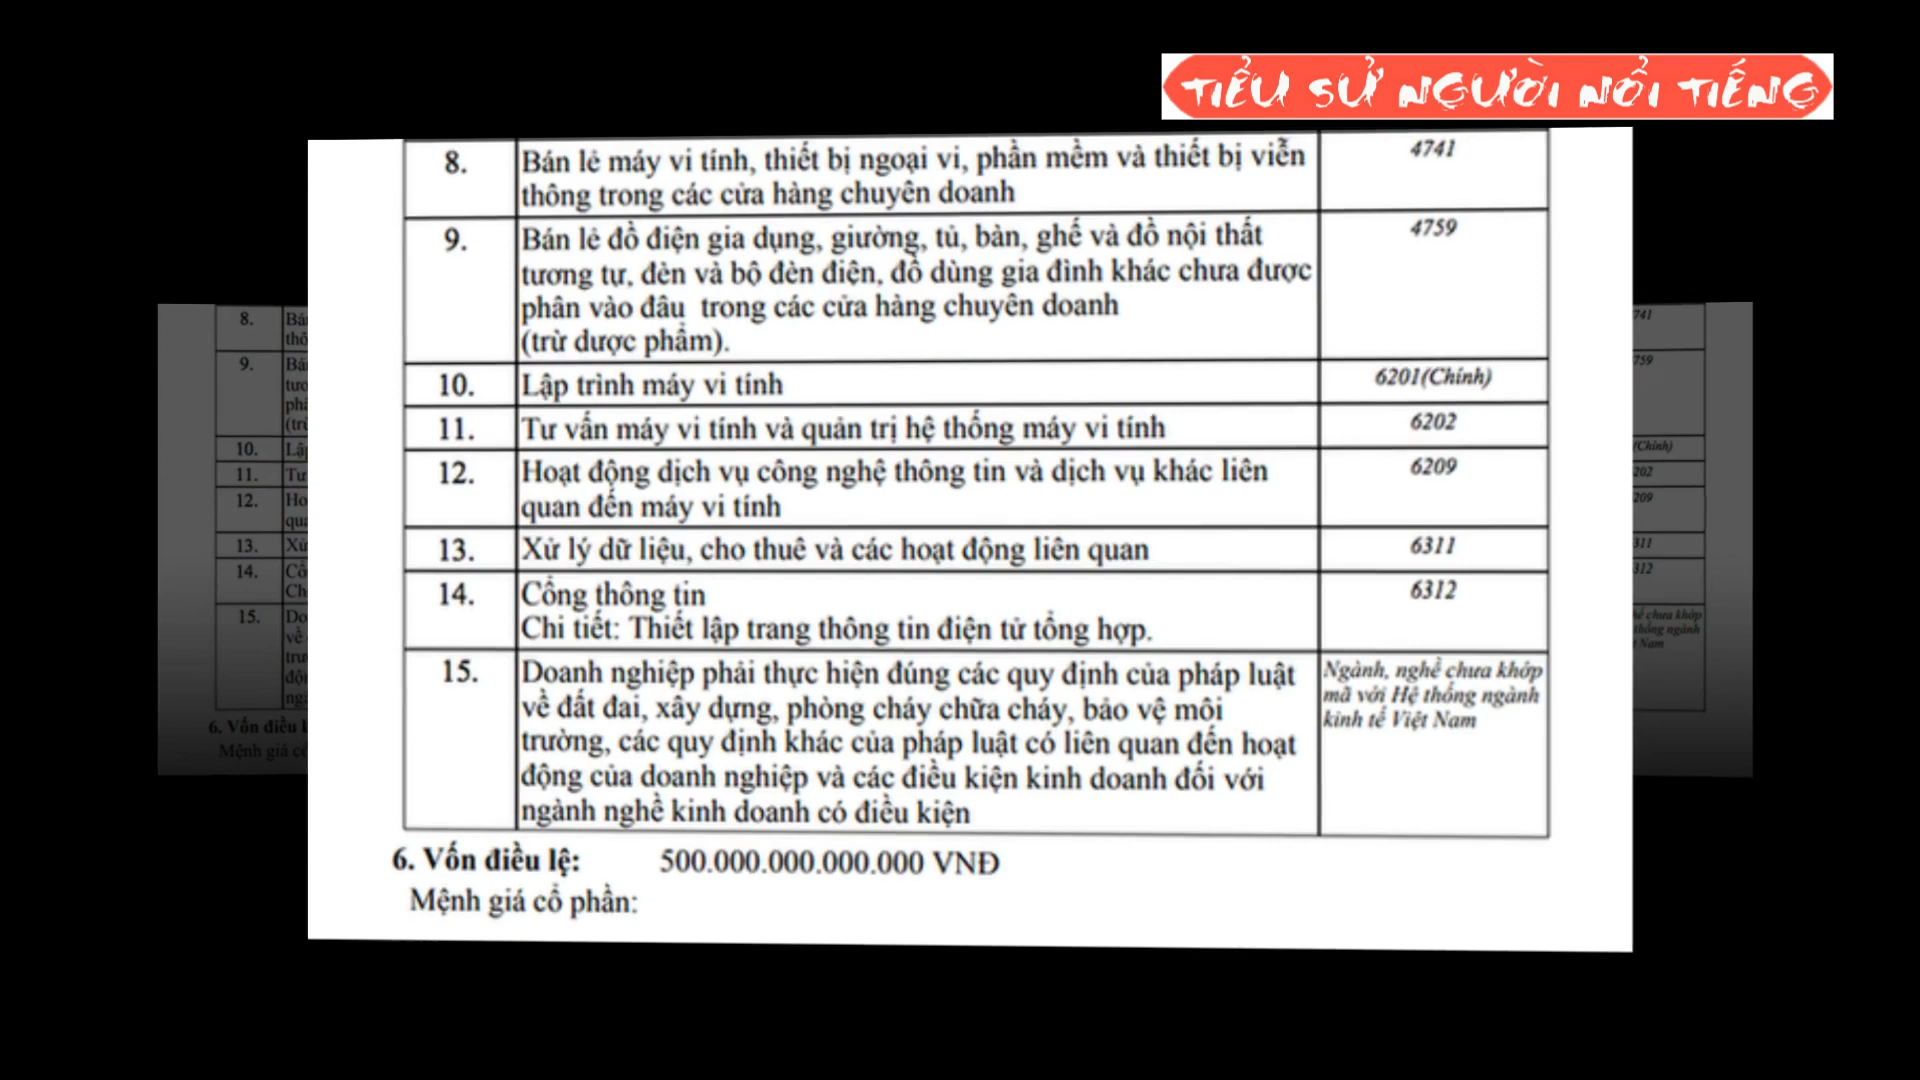 TIỂU SỬ NGƯỜI NỔI TIẾNG
8. Bán lẻ máy vi tính, thiết bị ngoại vi, phần mềm và thiết bị viễn 4741
thông trong các cửa hàng chuyên doanh
9. Bán lẻ đồ điện gia dụng, giường, tủ, bàn, ghế và đồ nội thất 4759
tương tự, đèn và bộ đèn điện, đồ dùng gia đình khác chưa được
phân vào đâu trong các cửa hàng chuyên doanh
(trừ dược phẩm).
10. Lập trình máy vi tính 6201(Chính)
11. Tư vấn máy vi tính và quản trị hệ thống máy vi tính 6202
12. Hoạt động dịch vụ công nghệ thông tin và dịch vụ khác liên 6209
quan đến máy vi tính
13. Xử lý dữ liệu, cho thuê và các hoạt động liên quan 6311
14. Cổng thông tin 6312
Chi tiết: Thiết lập trang thông tin điện tử tổng hợp.
15. Doanh nghiệp phải thực hiện đúng các quy định của pháp luật Ngành, nghề chưa khớp
về đất đai, xây dựng, phòng cháy chữa cháy, bảo vệ môi mã với Hệ thống ngành
trường, các quy định khác của pháp luật có liên quan đến hoạt kinh tế Việt Nam
động của doanh nghiệp và các điều kiện kinh doanh đối với
ngành nghề kinh doanh có điều kiện
6. Vốn điều lệ: 500.000.000.000.000 VNĐ
Mệnh giá cổ phần: